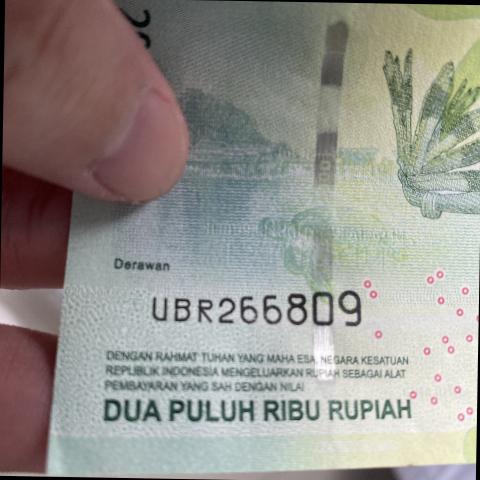 Derawan
UBR266809
DENGAN RAHMAT TUHAN YANG MAHA ESA, NEGARA KESATUAN
REPUBLIK INDONESIA MENGELUARKAN RUPIAH SEBAGAI ALAT
PEMBAYARAN YANG SAH DENGAN NILAI
DUA PULUH RIBU RUPIAH